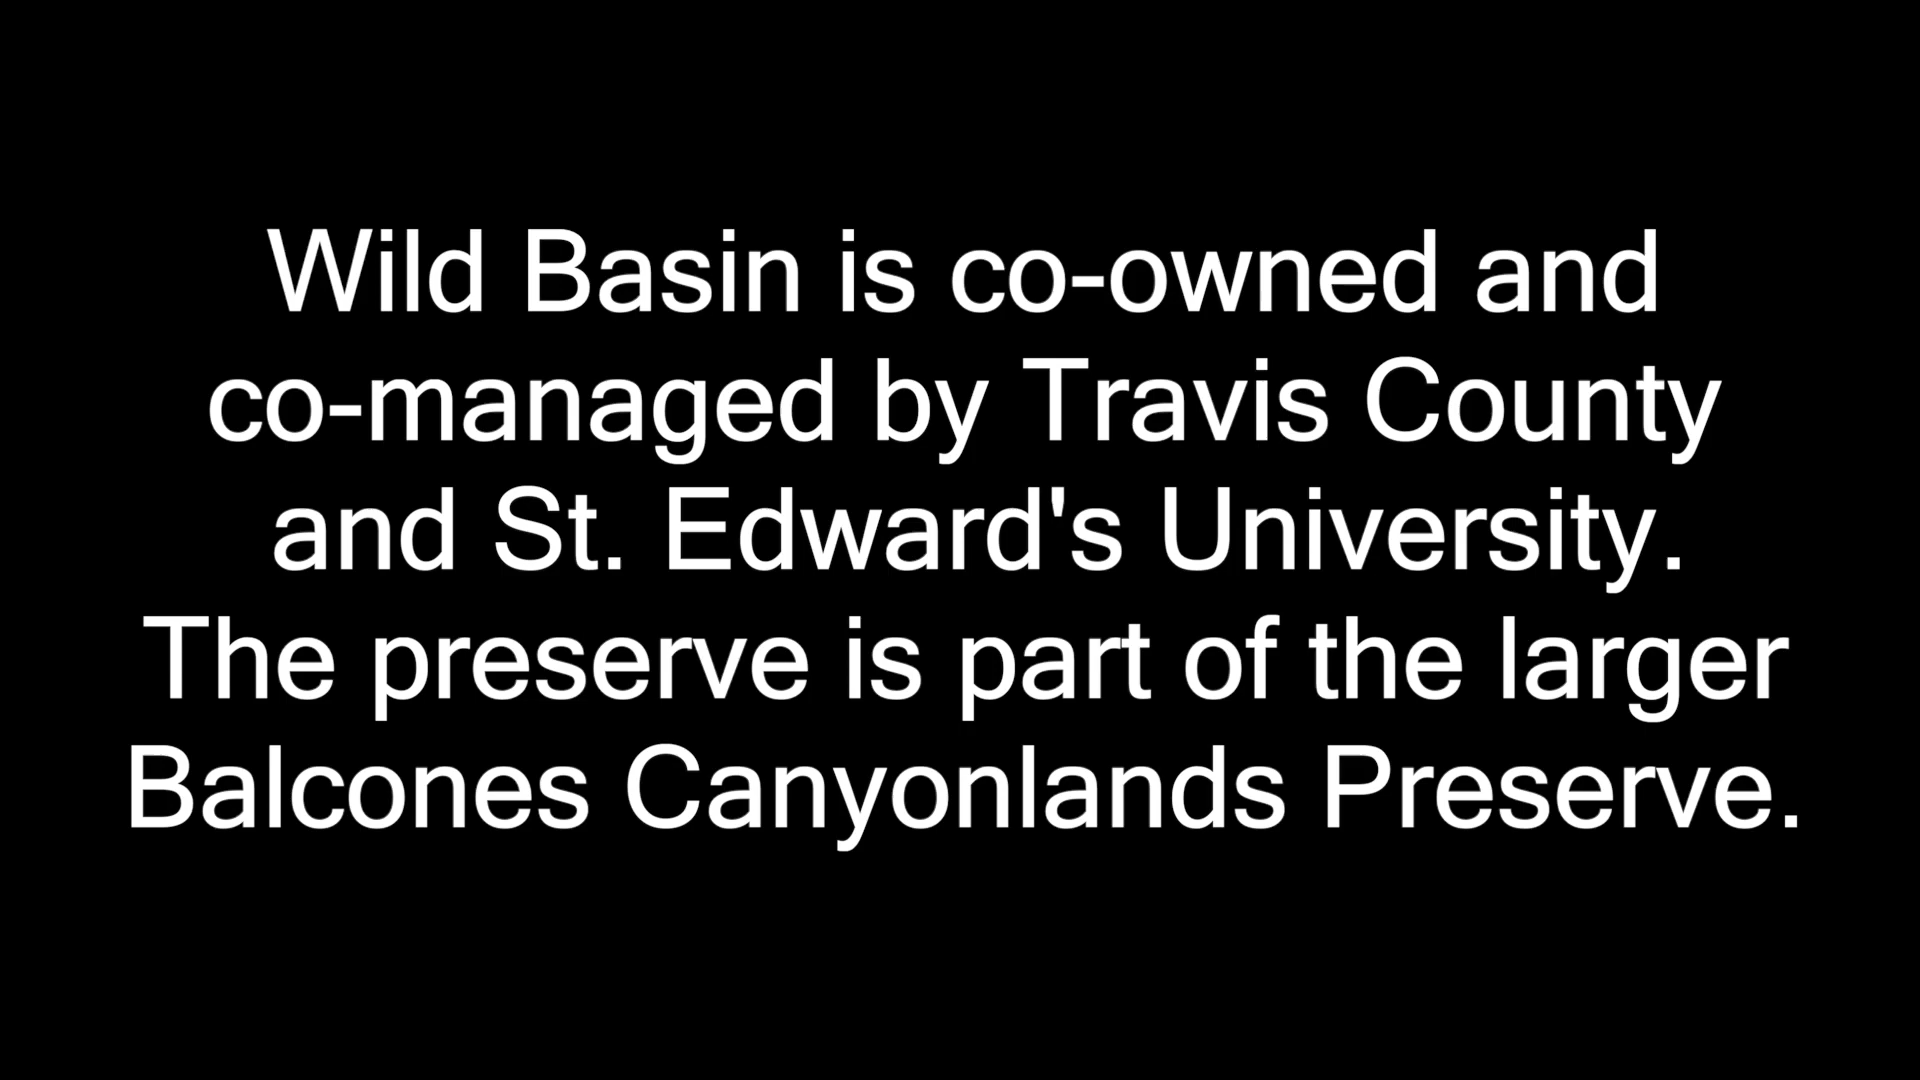 Wild Basin is co-owned and
co-managed by Travis County
and St. Edward's University.
The preserve is part of the larger
Balcones Canyonlands Preserve.